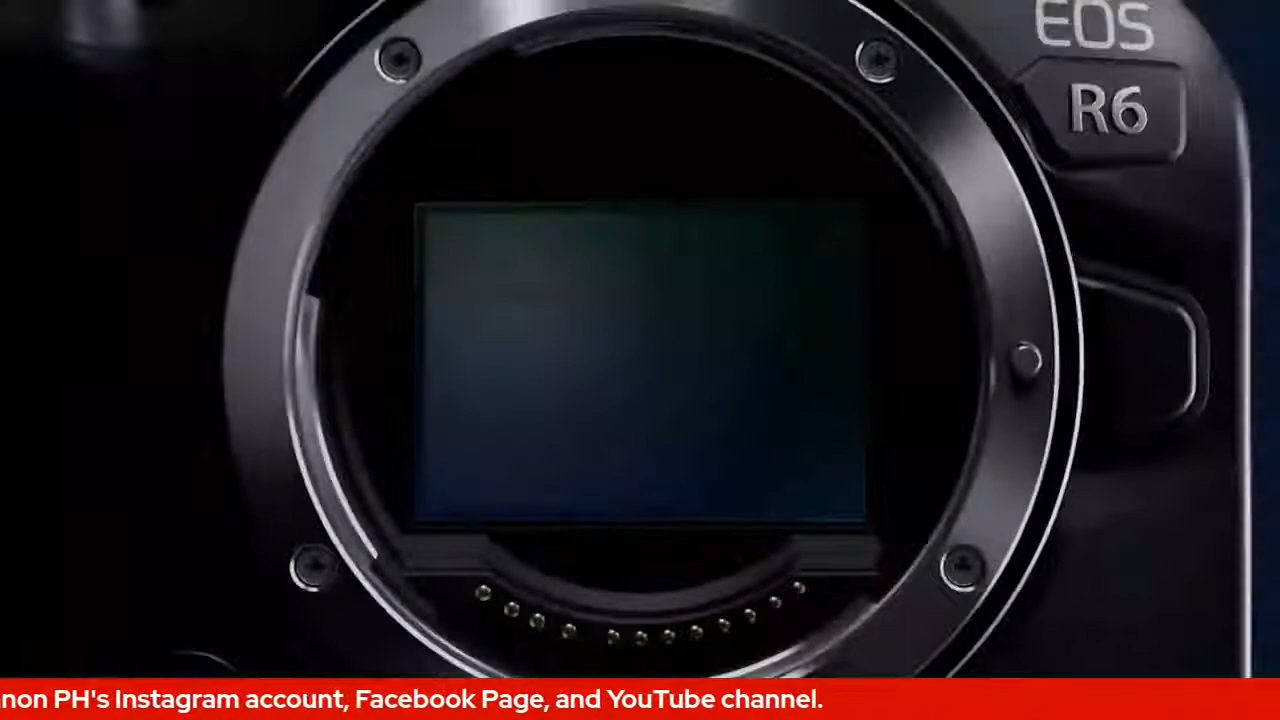 EOS
R6
non PH's Instagram account, Facebook Page, and YouTube channel.